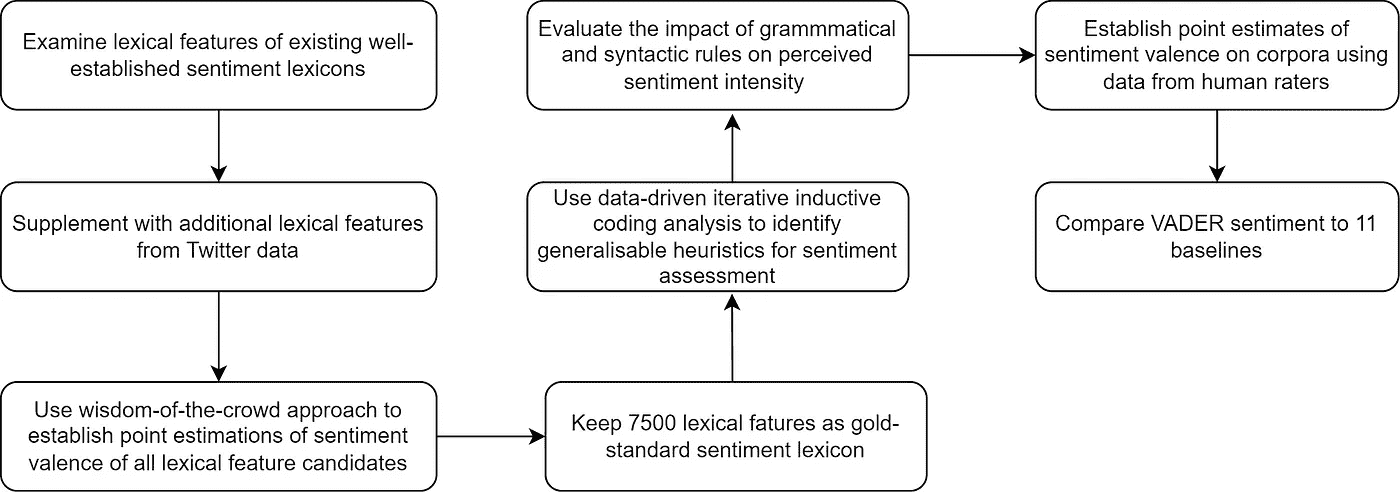 Examine lexical features of existing well-
established sentiment lexicons
Supplement with additional lexical features
from Twitter data
Use wisdom-of-the-crowd approach to
establish point estimations of sentiment
valence of all lexical feature candidates
Keep 7500 lexical fatures as gold-
standard sentiment lexicon
Use data-driven iterative inductive
coding analysis to identify
generalisable heuristics for sentiment
assessment
Evaluate the impact of grammmatical
and syntactic rules on perceived
sentiment intensity
Establish point estimates of
sentiment valence on corpora using
data from human raters
Compare VADER sentiment to 11
baselines